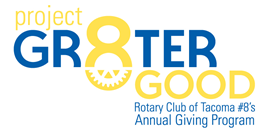 project
GR8TER
GOOD
Rotary Club of Tacoma #8's
Annual Giving Program